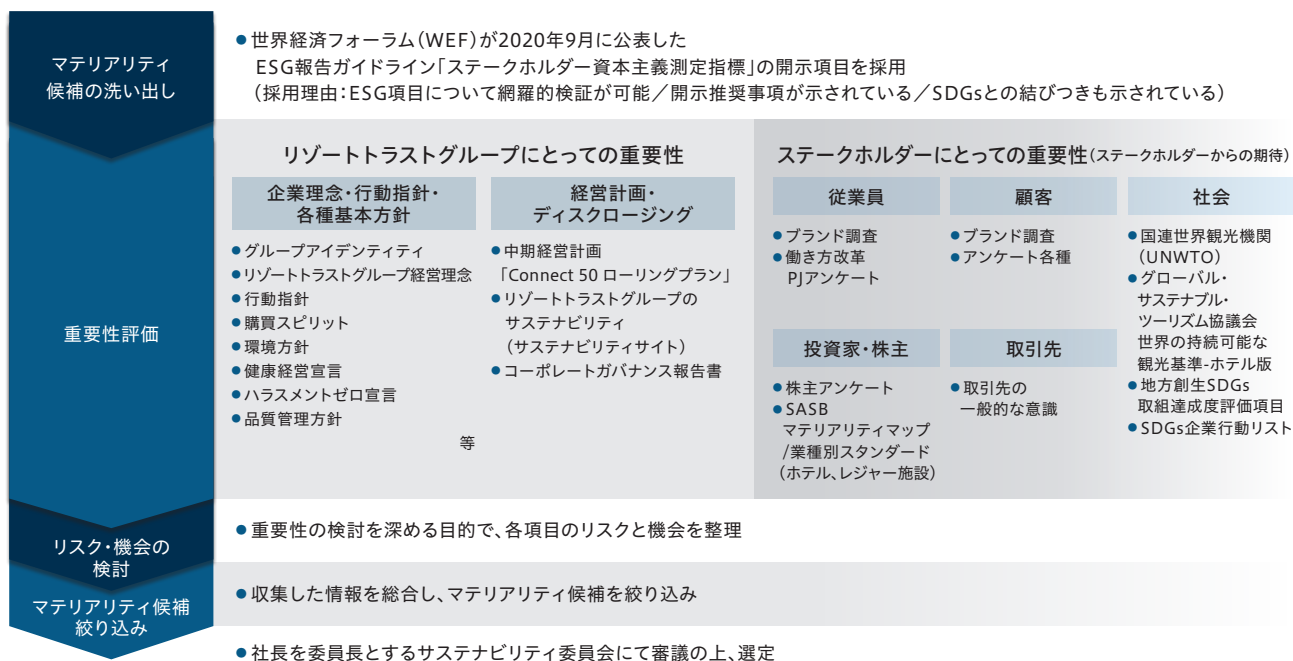 マテリアリティ
候補の洗い出し
●世界経済フォーラム(WEF)が2020年9月に公表した
ESG報告ガイドライン「ステークホルダー資本主義測定指標」の開示項目を採用
(採用理由:ESG項目について網羅的検証が可能/開示推奨事項が示されている/SDGsとの結びつきも示されている)
重要性評価
リゾートトラストグループにとっての重要性
企業理念・行動指針・
各種基本方針
●グループアイデンティティ
●リゾートトラストグループ経営理念
●行動指針
●購買スピリット
●環境方針
●健康経営宣言
●ハラスメントゼロ宣言
●品質管理方針
等
経営計画・
ディスクロージング
●中期経営計画
「Connect 50 ローリングプラン」
●リゾートトラストグループの
サステナビリティ
(サステナビリティサイト)
●コーポレートガバナンス報告書
ステークホルダーにとっての重要性(ステークホルダーからの期待)
従業員
●ブランド調査
●働き方改革
PJアンケート
顧客
●ブランド調査
●アンケート各種
社会
●国連世界観光機関
(UNWTO)
●グローバル・
サステナブル・
ツーリズム協議会
世界の持続可能な
観光基準-ホテル版
●地方創生SDGs
取組達成度評価項目
●SDGs企業行動リスト
投資家・株主
●株主アンケート
●SASB
マテリアリティマップ
/業種別スタンダード
(ホテル、レジャー施設)
取引先
●取引先の
一般的な意識
リスク・機会の
検討
●重要性の検討を深める目的で、各項目のリスクと機会を整理
マテリアリティ候補
絞り込み
●収集した情報を総合し、マテリアリティ候補を絞り込み
●社長を委員長とするサステナビリティ委員会にて審議の上、選定